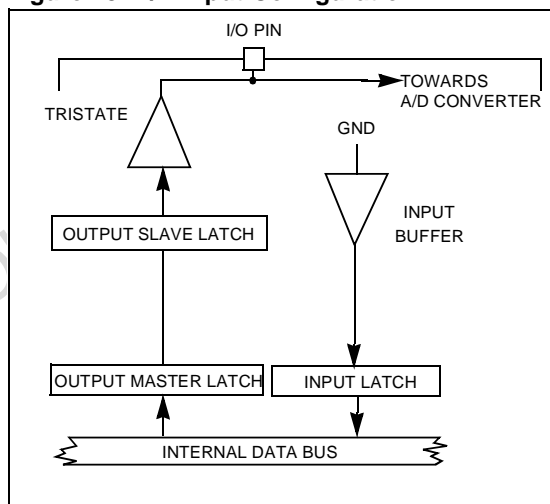 I/O PIN
TOWARDS
A/D CONVERTER
TRISTATE
GND
INPUT
BUFFER
OUTPUT SLAVE LATCH
OUTPUT MASTER LATCH
INPUT LATCH
INTERNAL DATA BUS